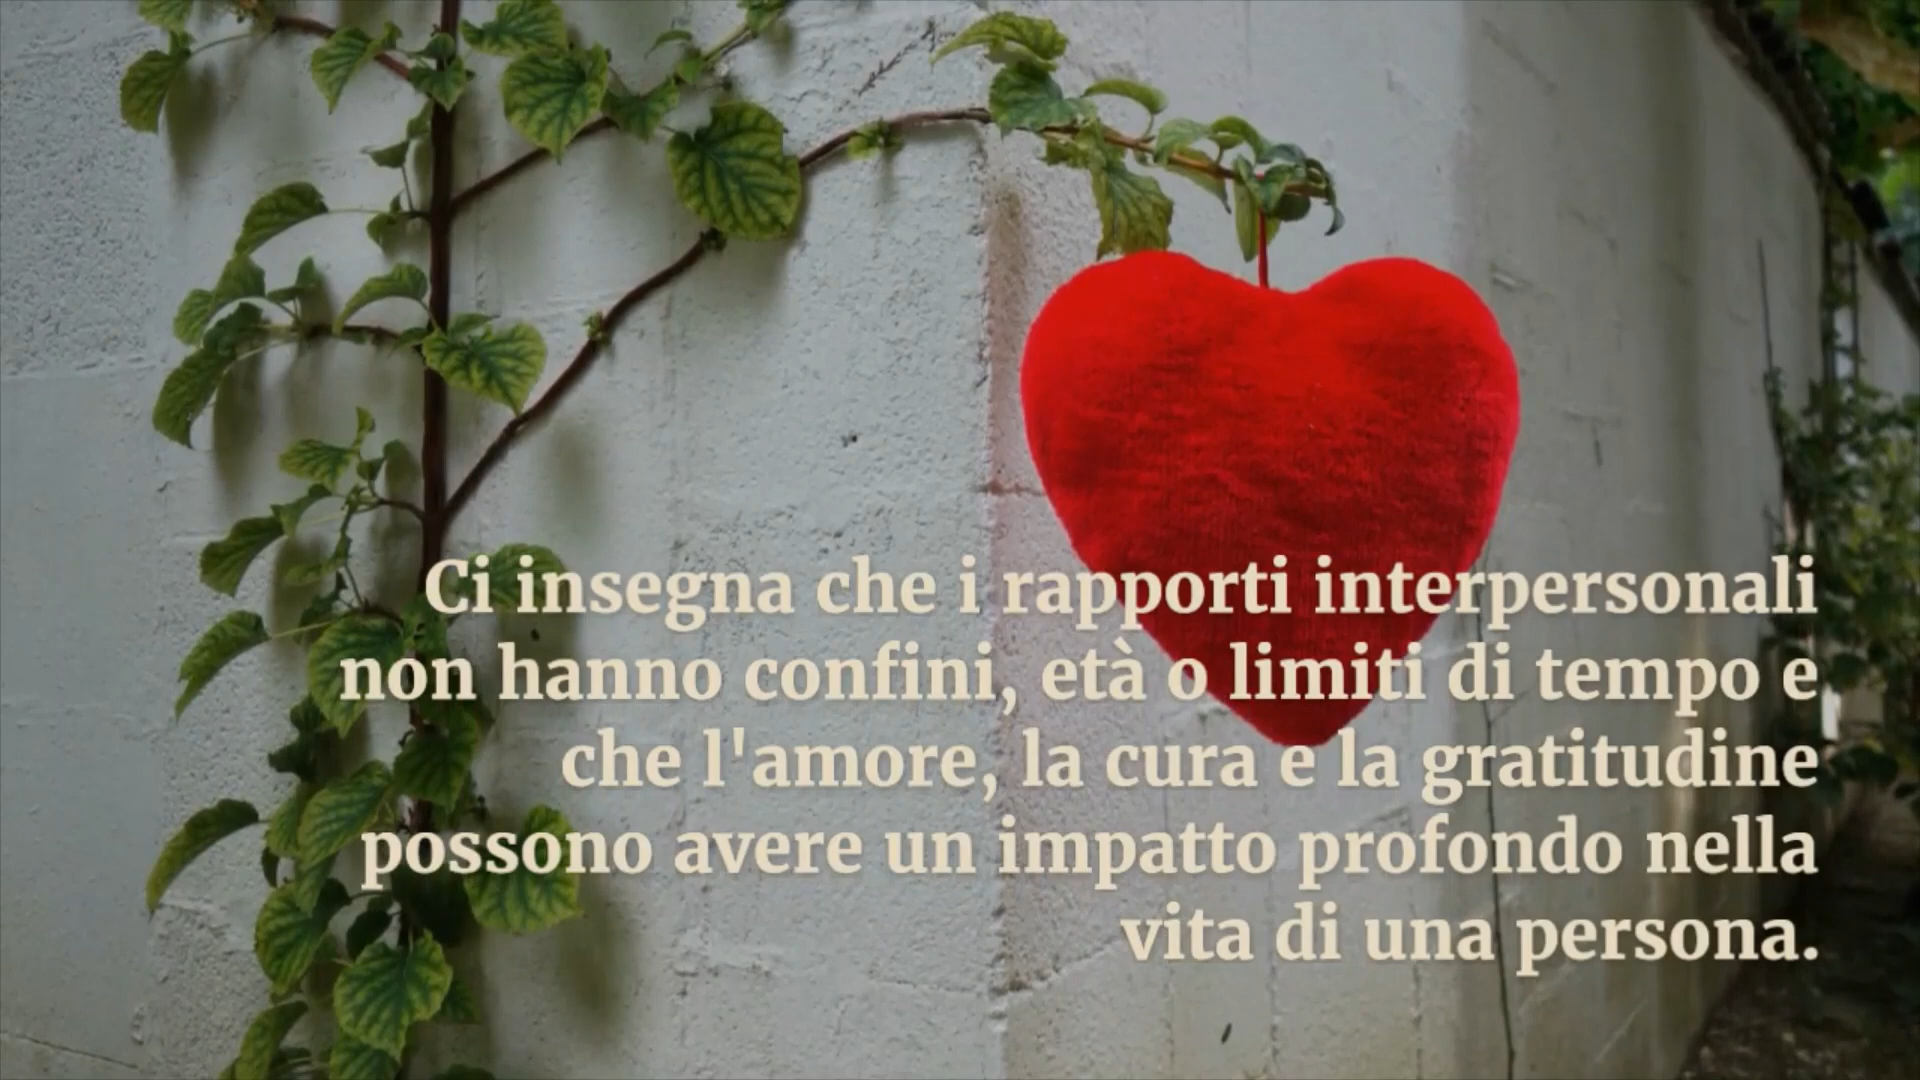 Ci insegna che i rapporti interpersonali
non hanno confini, età o limiti di tempo e
che l'amore, la cura e la gratitudine
possono avere un impatto profondo nella
vita di una persona.